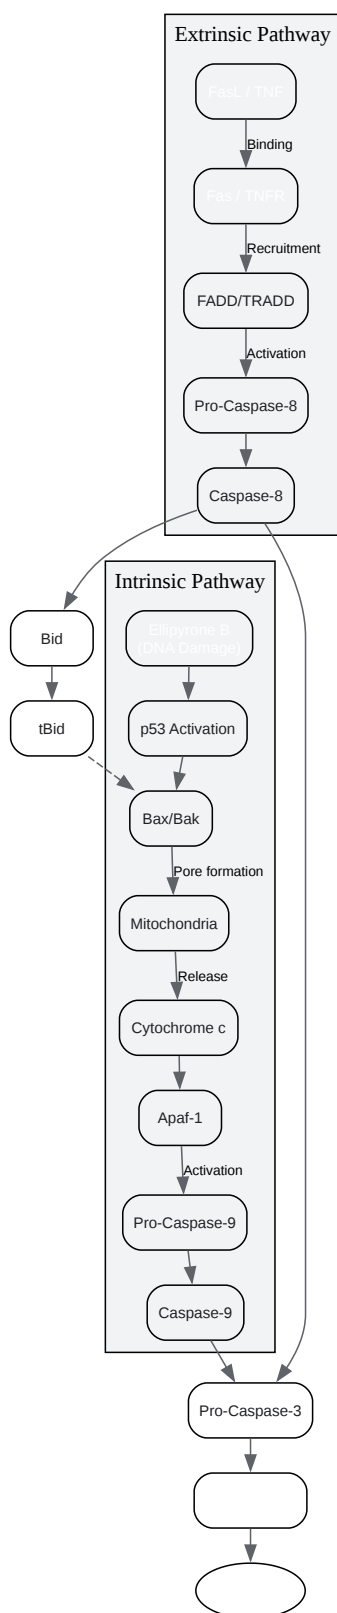 Extrinsic Pathway
FasL / TNF
Binding
Fas / TNFR
Recruitment
FADD/TRADD
Activation
Pro-Caspase-8
Caspase-8
Intrinsic Pathway
Bid
Ellipyrone B
(DNA Damage)
tBid
p53 Activation
Bax/Bak
Pore formation
Mitochondria
Release
Cytochrome c
Apaf-1
Activation
Pro-Caspase-9
Caspase-9
Pro-Caspase-3